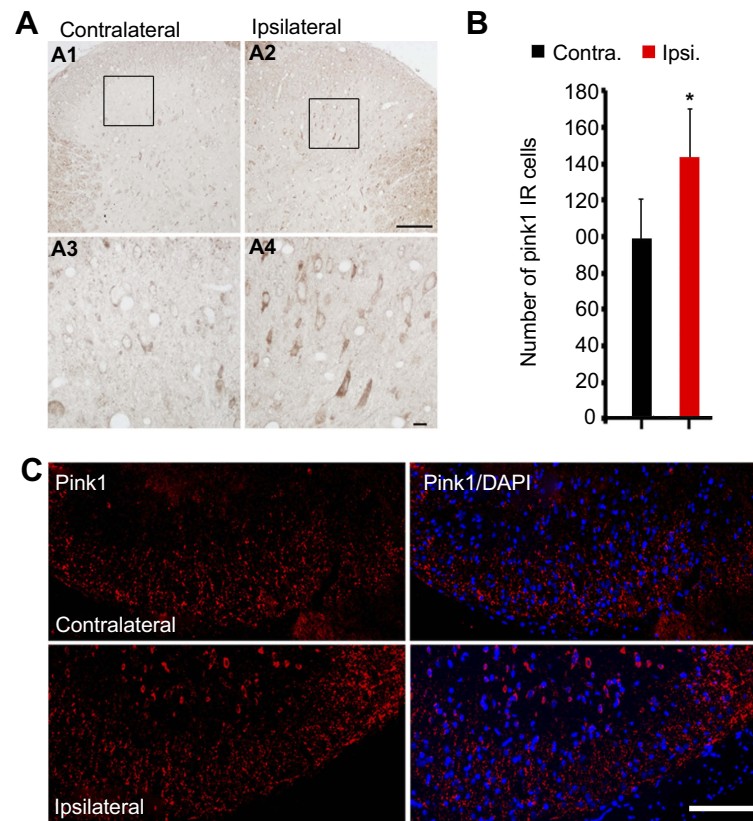 A
Contralateral
Ipsilateral
A1
A2
A3
A4
B
Contra.
Ipsi.
Number of pink1 IR cells
180
160
140
120
00
80
60
40
20
0
*
C
Pink1
Pink1/DAPI
Contralateral
Ipsilateral